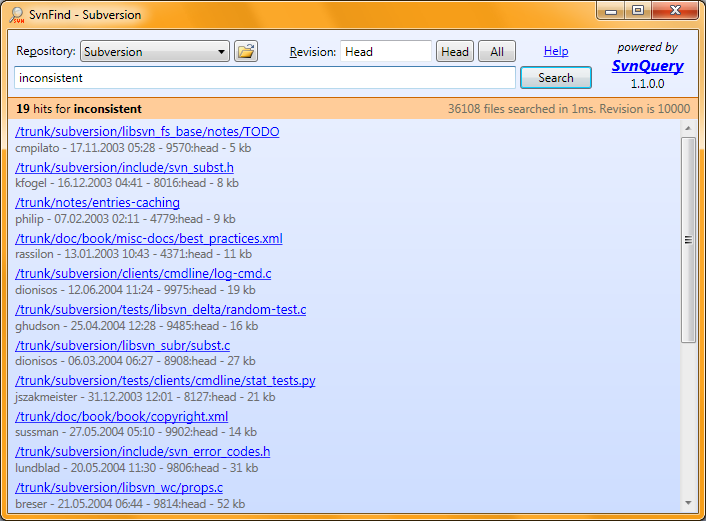 SvnFind - Subversion
Repository: Subversion Revision: Head Head All Help powered by
inconsistent Search SvnQuery
1.1.0.0
19 hits for inconsistent 36108 files searched in 1ms. Revision is 10000
/trunk/subversion/libsvn_fs_base/notes/TODO
cmpilato - 17.11.2003 05:28 - 9570:head - 5 kb
/trunk/subversion/include/svn_subst.h
kfogel - 16.12.2003 04:41 - 8016:head - 8 kb
/trunk/notes/entries-caching
philip - 07.02.2003 02:11 - 4779:head - 9 kb
/trunk/doc/book/misc-docs/best_practices.xml
rassilon - 13.01.2003 10:43 - 4371:head - 11 kb
/trunk/subversion/clients/cmdline/log-cmd.c
dionisos - 12.06.2004 11:24 - 9975:head - 19 kb
/trunk/subversion/tests/libsvn_delta/random-test.c
ghudson - 25.04.2004 12:28 - 9485:head - 16 kb
/trunk/subversion/libsvn_subr/subst.c
dionisos - 06.03.2004 06:27 - 8908:head - 27 kb
/trunk/subversion/tests/clients/cmdline/stat_tests.py
jszakmeister - 31.12.2003 12:01 - 8127:head - 21 kb
/trunk/doc/book/book/copyright.xml
sussman - 27.05.2004 05:10 - 9902:head - 14 kb
/trunk/subversion/include/svn_error_codes.h
lundblad - 20.05.2004 11:30 - 9806:head - 31 kb
/trunk/subversion/libsvn_wc/props.c
breser - 21.05.2004 06:44 - 9814:head - 52 kb